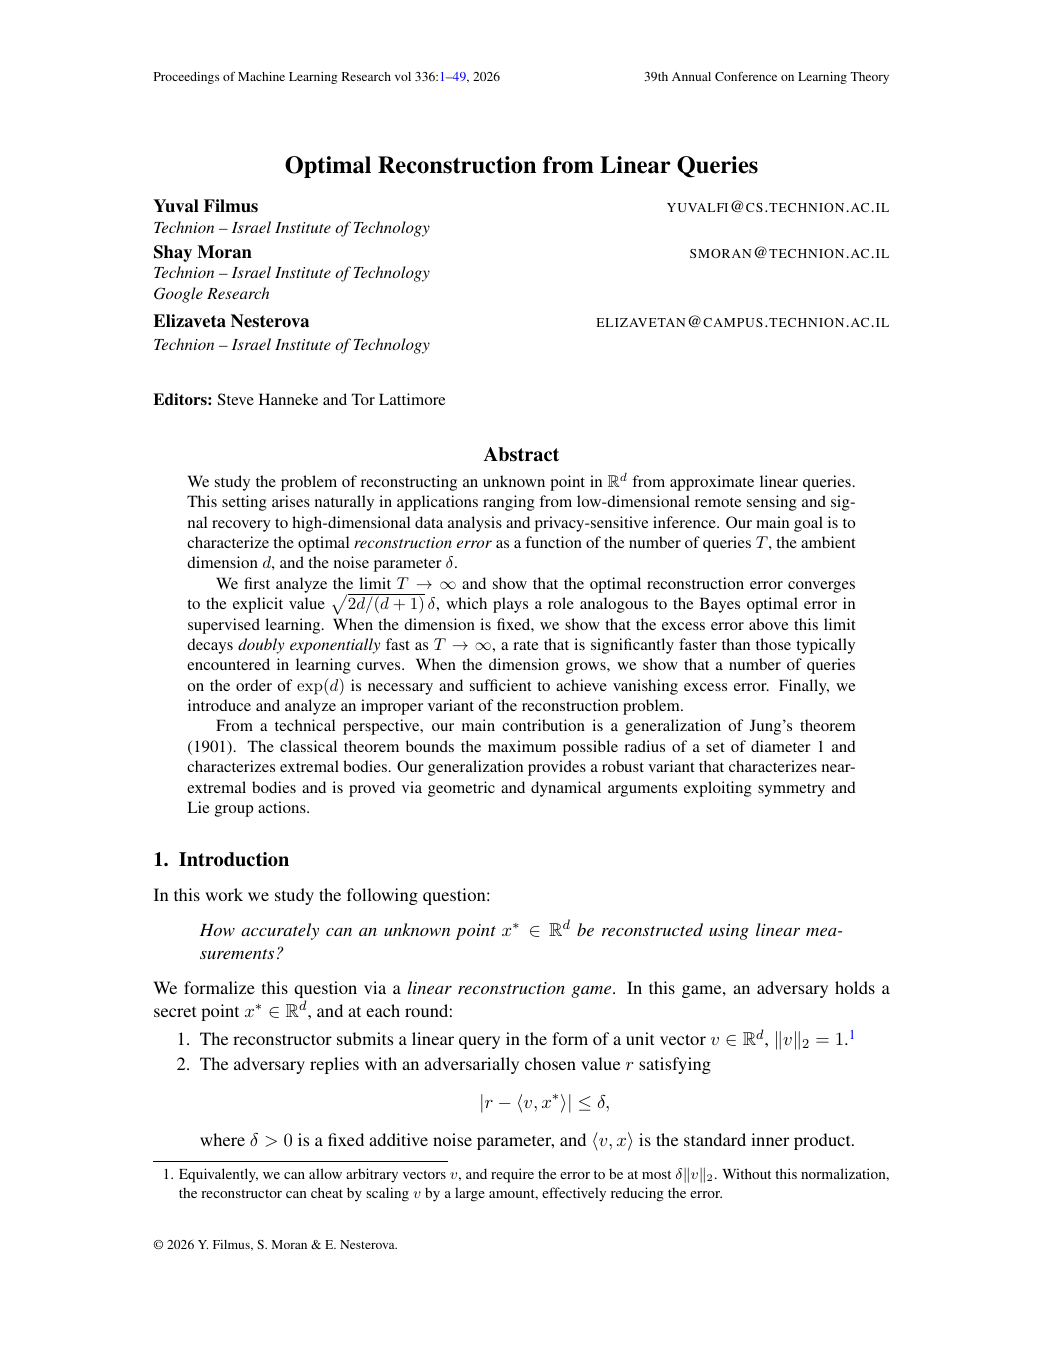 Proceedings of Machine Learning Research vol 336:1–49, 2026 39th Annual Conference on Learning Theory
Optimal Reconstruction from Linear Queries
Yuval Filmus YUVALFI@CS.TECHNION.AC.IL
Technion – Israel Institute of Technology
Shay Moran SMORAN@TECHNION.AC.IL
Technion – Israel Institute of Technology
Google Research
Elizaveta Nesterova ELIZAVETAN@CAMPUS.TECHNION.AC.IL
Technion – Israel Institute of Technology
Editors: Steve Hanneke and Tor Lattimore
Abstract
We study the problem of reconstructing an unknown point in ℝ^d from approximate linear queries.
This setting arises naturally in applications ranging from low-dimensional remote sensing and sig-
nal recovery to high-dimensional data analysis and privacy-sensitive inference. Our main goal is to
characterize the optimal reconstruction error as a function of the number of queries T, the ambient
dimension d, and the noise parameter δ.
We first analyze the limit T → ∞ and show that the optimal reconstruction error converges
to the explicit value √(2d/(d + 1)) δ, which plays a role analogous to the Bayes optimal error in
supervised learning. When the dimension is fixed, we show that the excess error above this limit
decays doubly exponentially fast as T → ∞, a rate that is significantly faster than those typically
encountered in learning curves. When the dimension grows, we show that a number of queries
on the order of exp(d) is necessary and sufficient to achieve vanishing excess error. Finally, we
introduce and analyze an improper variant of the reconstruction problem.
From a technical perspective, our main contribution is a generalization of Jung's theorem
(1901). The classical theorem bounds the maximum possible radius of a set of diameter 1 and
characterizes extremal bodies. Our generalization provides a robust variant that characterizes near-
extremal bodies and is proved via geometric and dynamical arguments exploiting symmetry and
Lie group actions.
1. Introduction
In this work we study the following question:
How accurately can an unknown point x* ∈ ℝ^d be reconstructed using linear mea-
surements?
We formalize this question via a linear reconstruction game. In this game, an adversary holds a
secret point x* ∈ ℝ^d, and at each round:
1. The reconstructor submits a linear query in the form of a unit vector v ∈ ℝ^d, ‖v‖₂ = 1.¹
2. The adversary replies with an adversarially chosen value r satisfying
|r − ⟨v, x*⟩| ≤ δ,
where δ > 0 is a fixed additive noise parameter, and ⟨v, x⟩ is the standard inner product.
1. Equivalently, we can allow arbitrary vectors v, and require the error to be at most δ‖v‖₂. Without this normalization,
the reconstructor can cheat by scaling v by a large amount, effectively reducing the error.
© 2026 Y. Filmus, S. Moran & E. Nesterova.